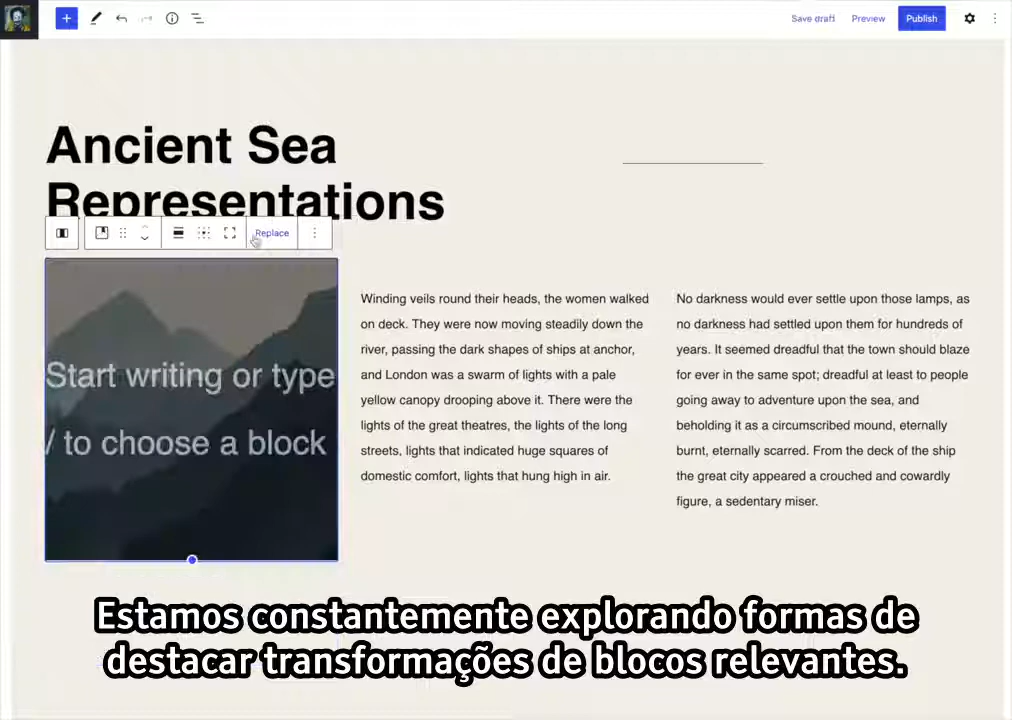 Save draft Preview Publish
Ancient Sea
Representations
Replace
Start writing or type
/ to choose a block
Winding veils round their heads, the women walked
on deck. They were now moving steadily down the
river, passing the dark shapes of ships at anchor,
and London was a swarm of lights with a pale
yellow canopy drooping above it. There were the
lights of the great theatres, the lights of the long
streets, lights that indicated huge squares of
domestic comfort, lights that hung high in air.
No darkness would ever settle upon those lamps, as
no darkness had settled upon them for hundreds of
years. It seemed dreadful that the town should blaze
for ever in the same spot; dreadful at least to people
going away to adventure upon the sea, and
beholding it as a circumscribed mound, eternally
burnt, eternally scarred. From the deck of the ship
the great city appeared a crouched and cowardly
figure, a sedentary miser.
Estamos constantemente explorando formas de
destacar transformações de blocos relevantes.